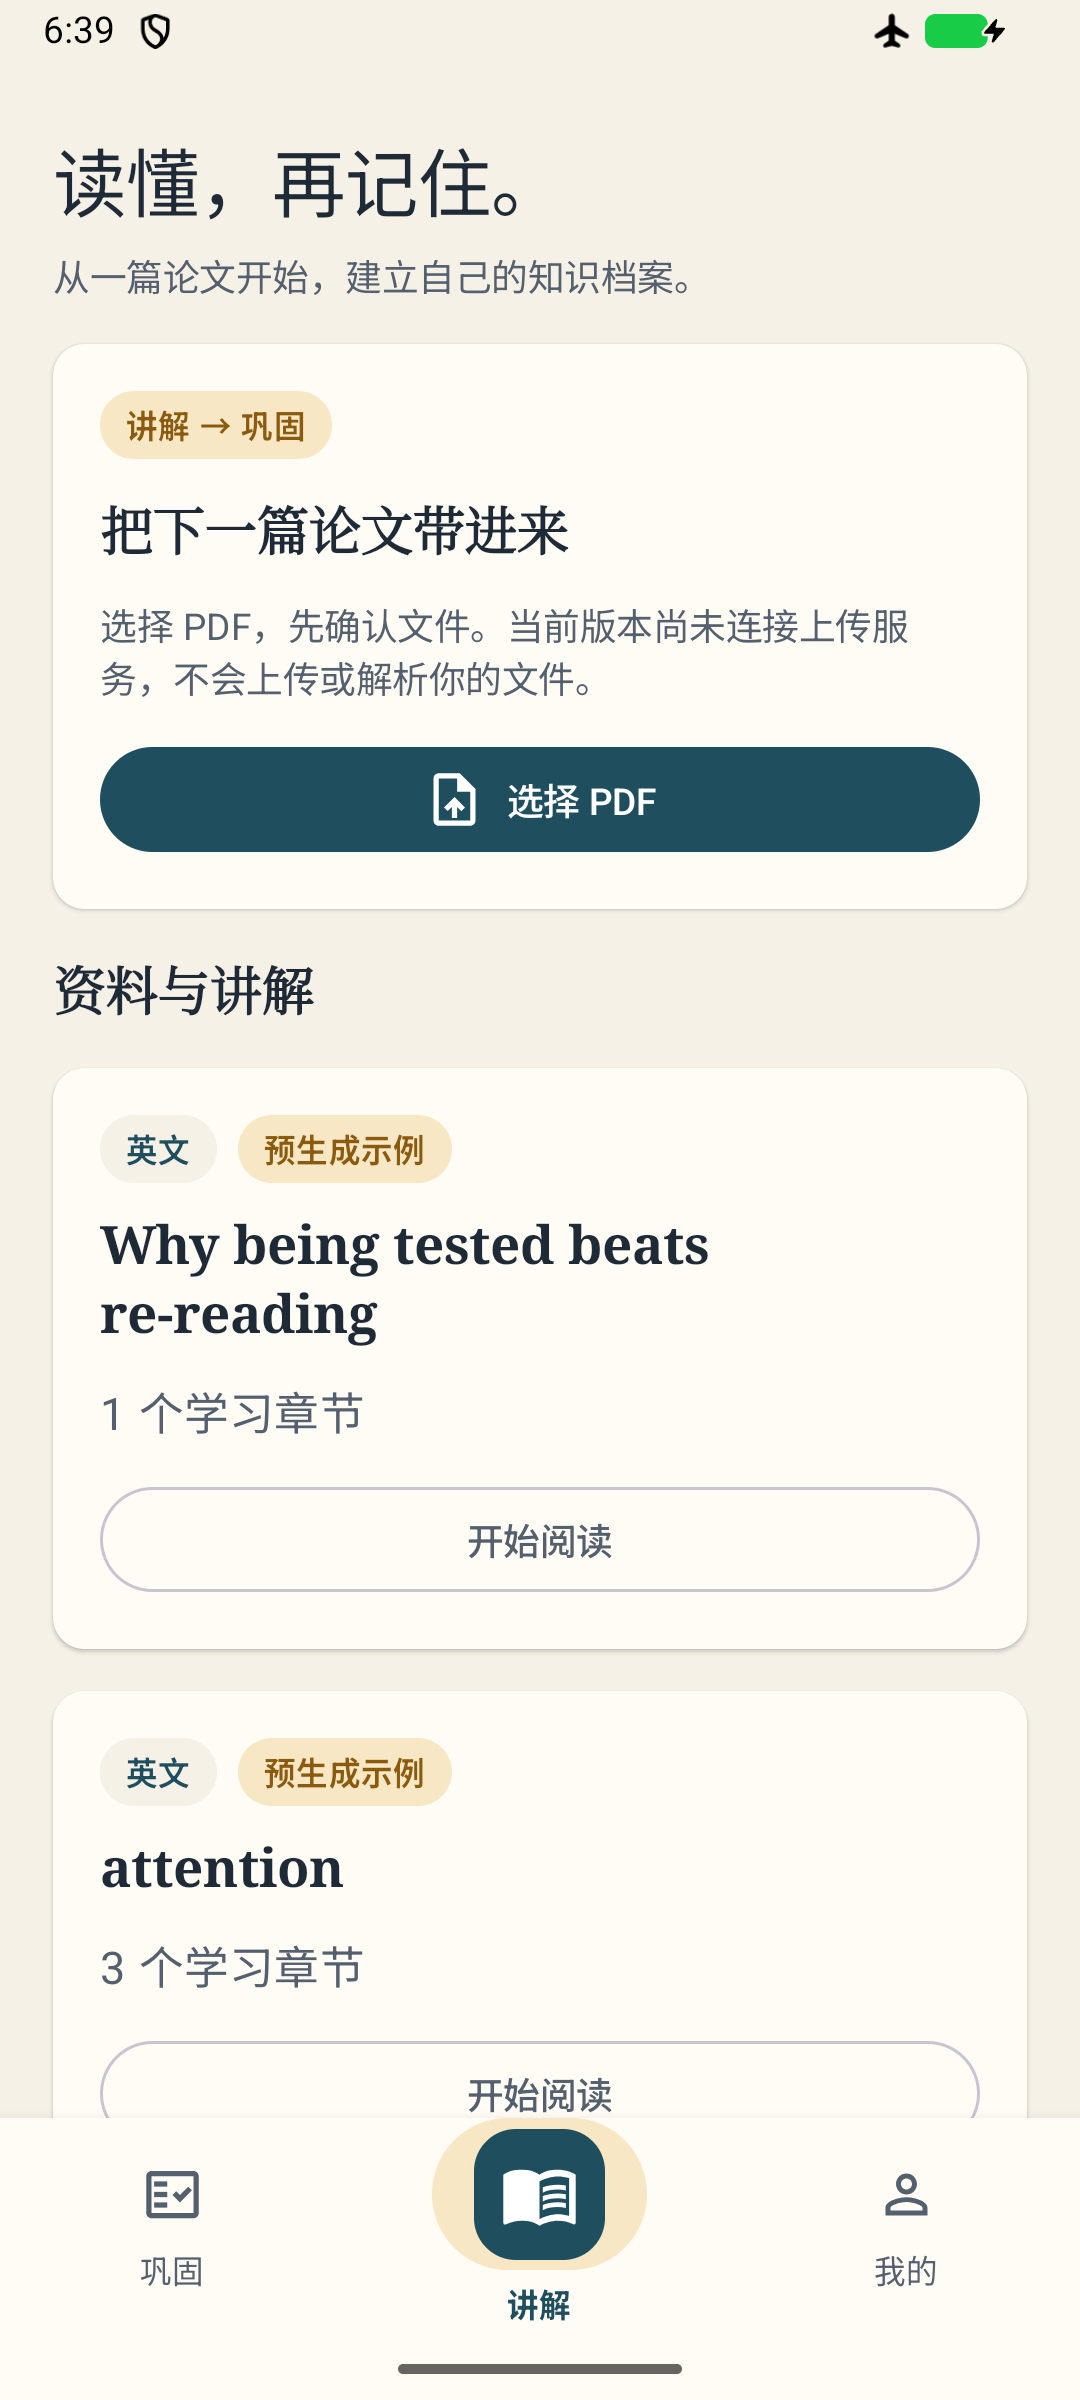 6:39
读懂，再记住。
从一篇论文开始，建立自己的知识档案。
讲解 → 巩固
把下一篇论文带进来
选择 PDF，先确认文件。当前版本尚未连接上传服
务，不会上传或解析你的文件。
选择 PDF
资料与讲解
英文 预生成示例
Why being tested beats
re-reading
1 个学习章节
开始阅读
英文 预生成示例
attention
3 个学习章节
开始阅读
巩固
讲解
我的